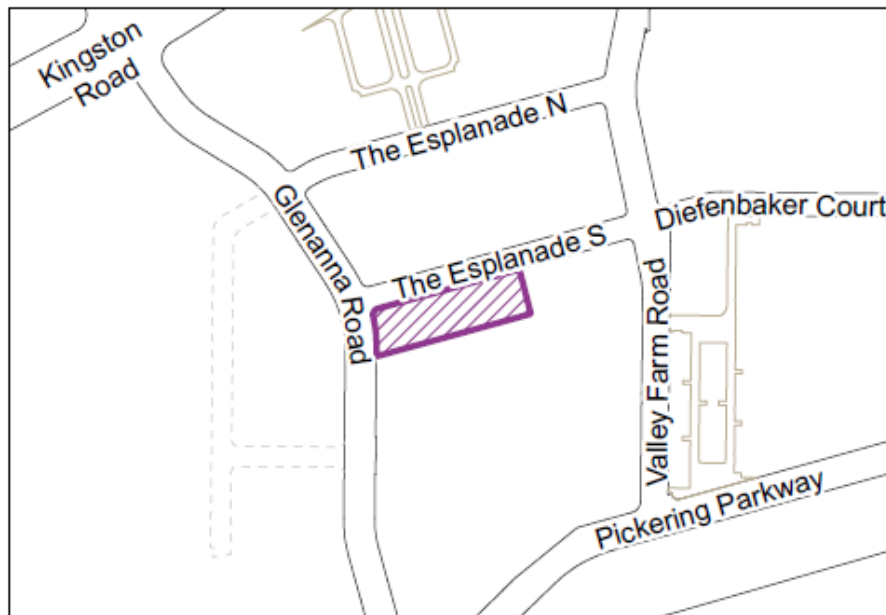 Kingston
Road
The Esplanade N
Glenanna Road
Diefenbaker Court
The Esplanade S
Valley Farm Road
Pickering Parkway